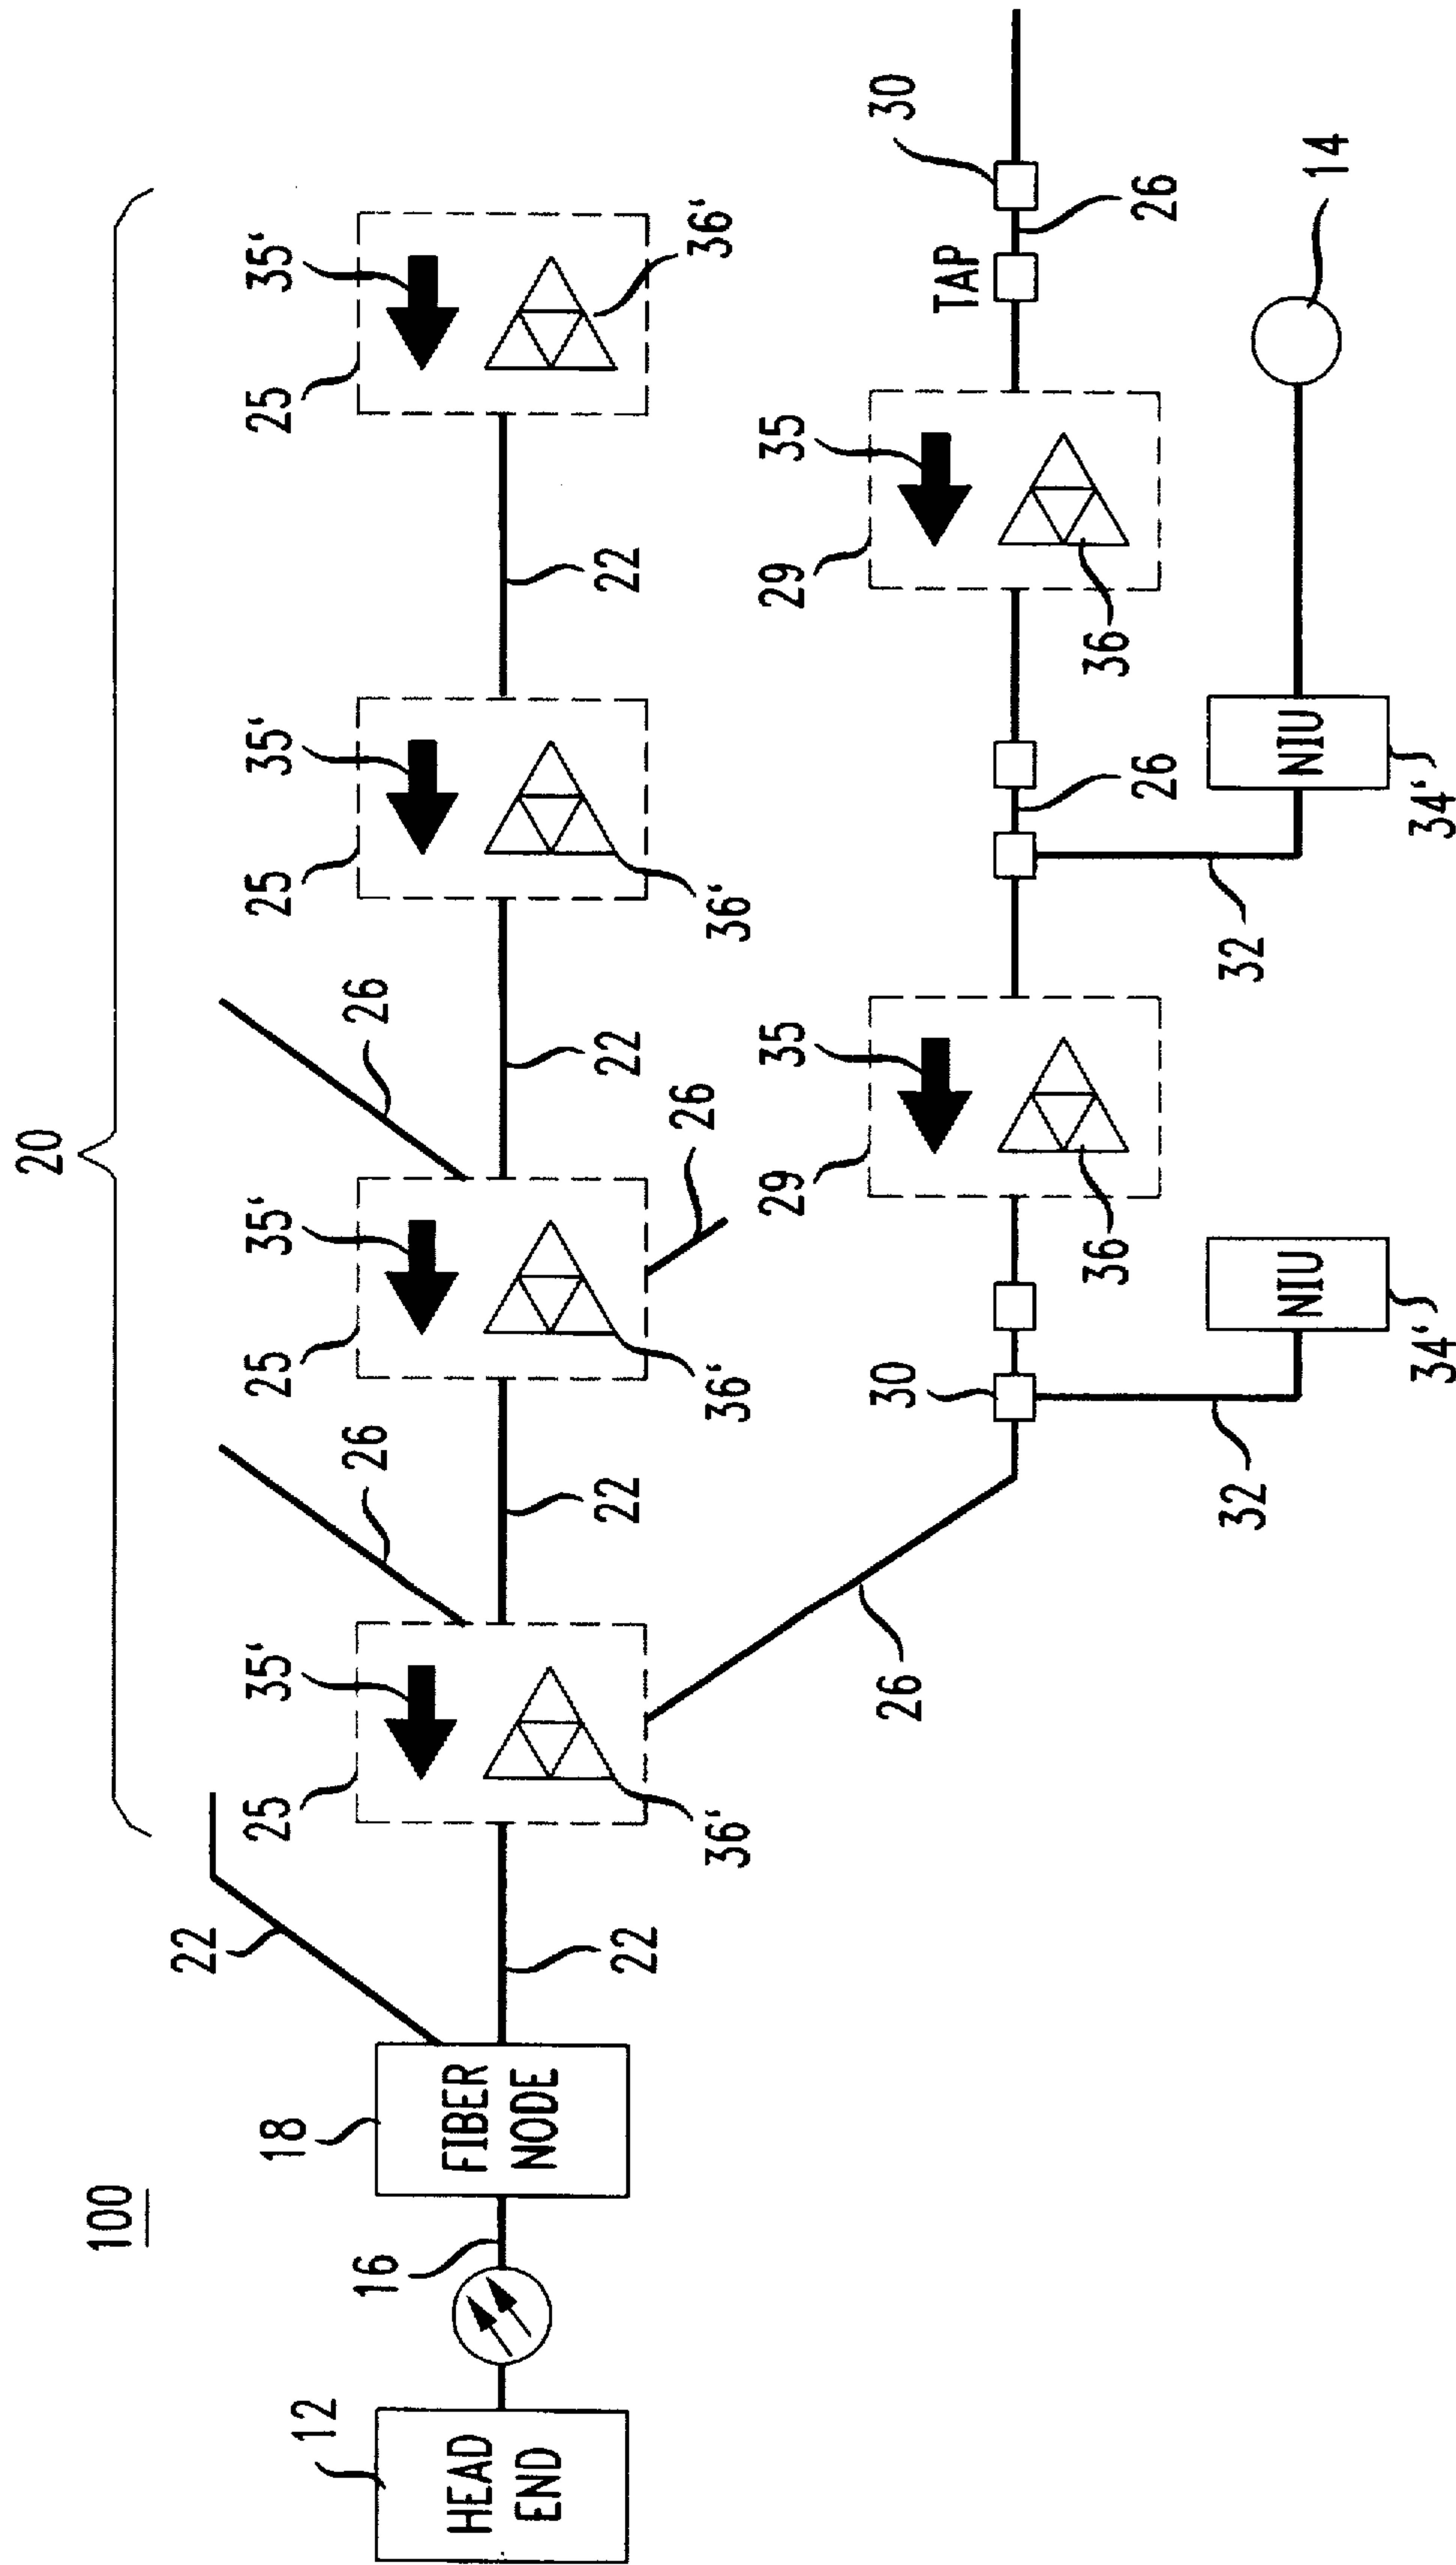 20
100
22
18
25 35' 25 35' 25 35' 25 35'
12
16
26 26
HEAD
END
FIBER
NODE
22 22 22 22
26
36' 36' 36' 36'
29 35 29 35
26
30 30
TAP
36 36
26 26
32 32
NIU NIU
14
34' 34'